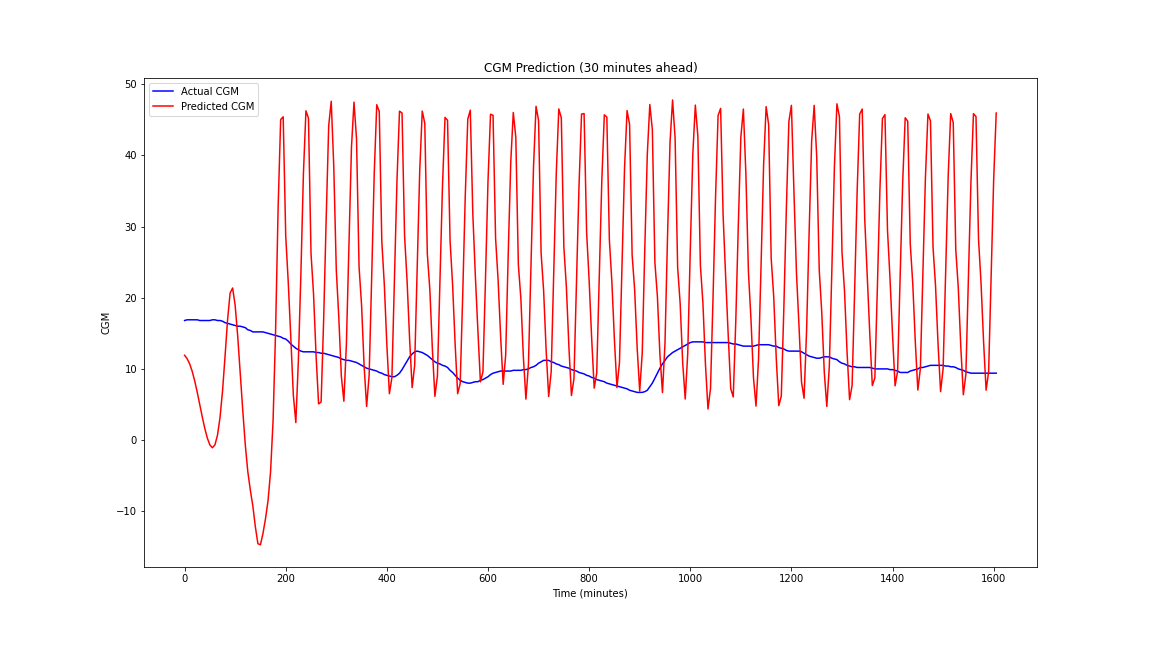 CGM Prediction (30 minutes ahead)
Actual CGM
Predicted CGM
50
40
30
20
10
0
−10
CGM
0 200 400 600 800 1000 1200 1400 1600
Time (minutes)